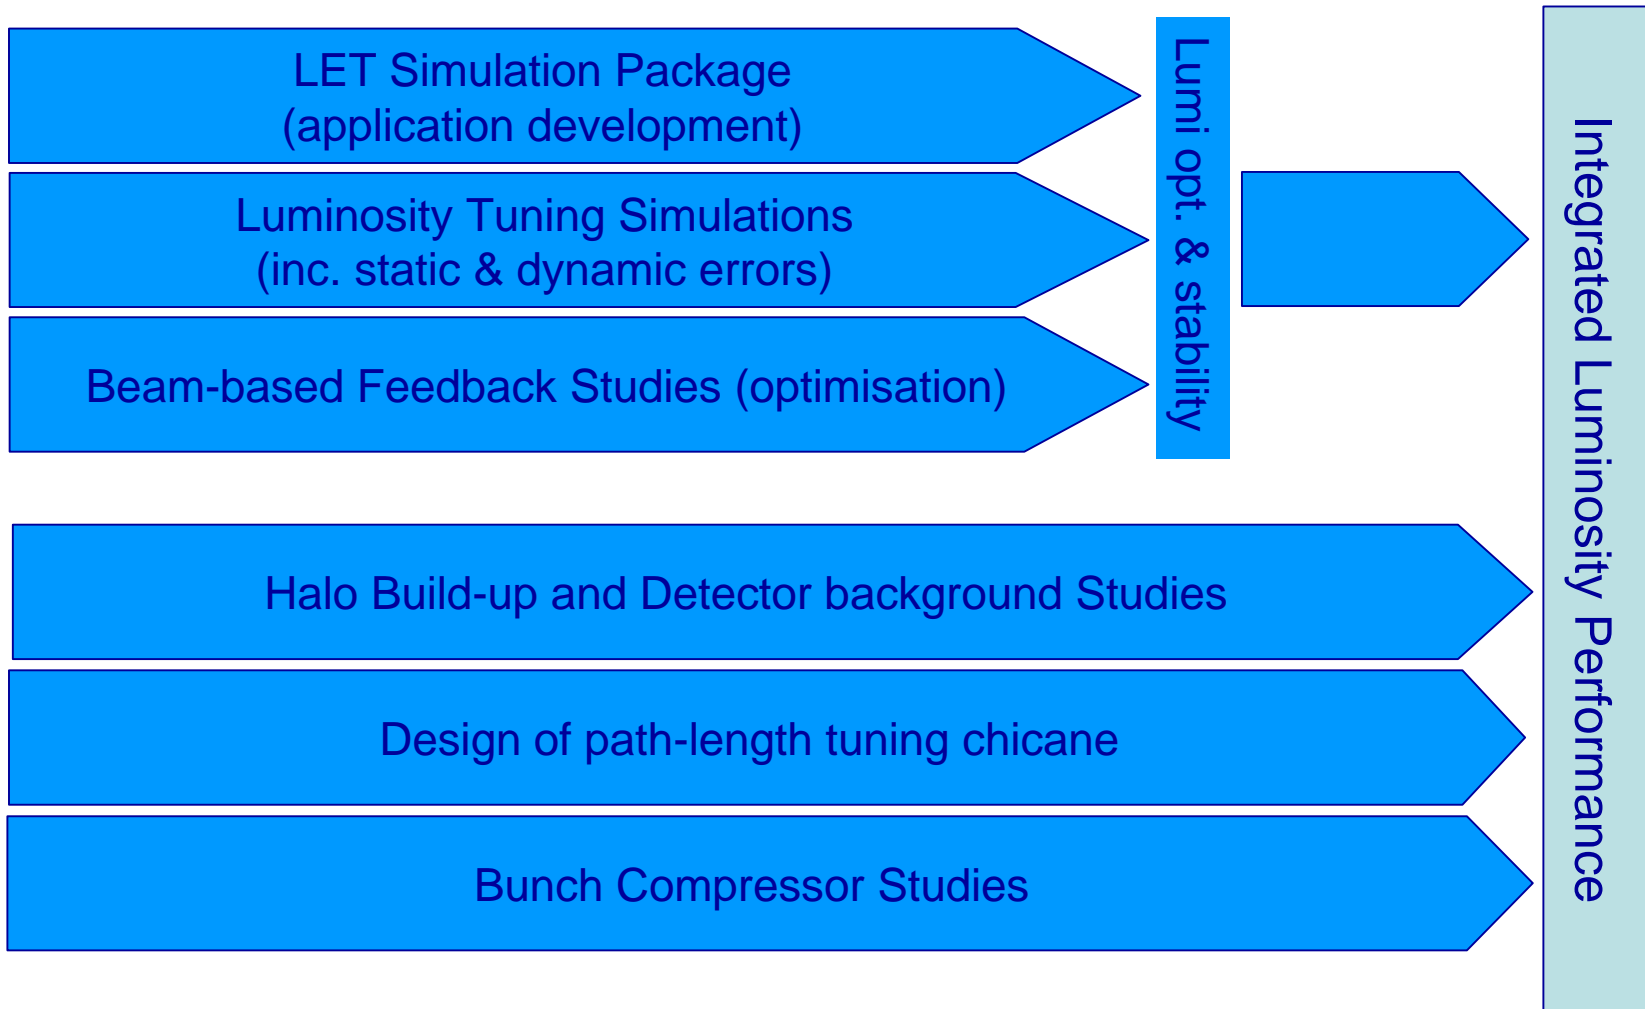 LET Simulation Package
(application development)
Luminosity Tuning Simulations
(inc. static & dynamic errors)
Beam-based Feedback Studies (optimisation)
Lumi opt. & stability
Halo Build-up and Detector background Studies
Design of path-length tuning chicane
Bunch Compressor Studies
Integrated Luminosity Performance